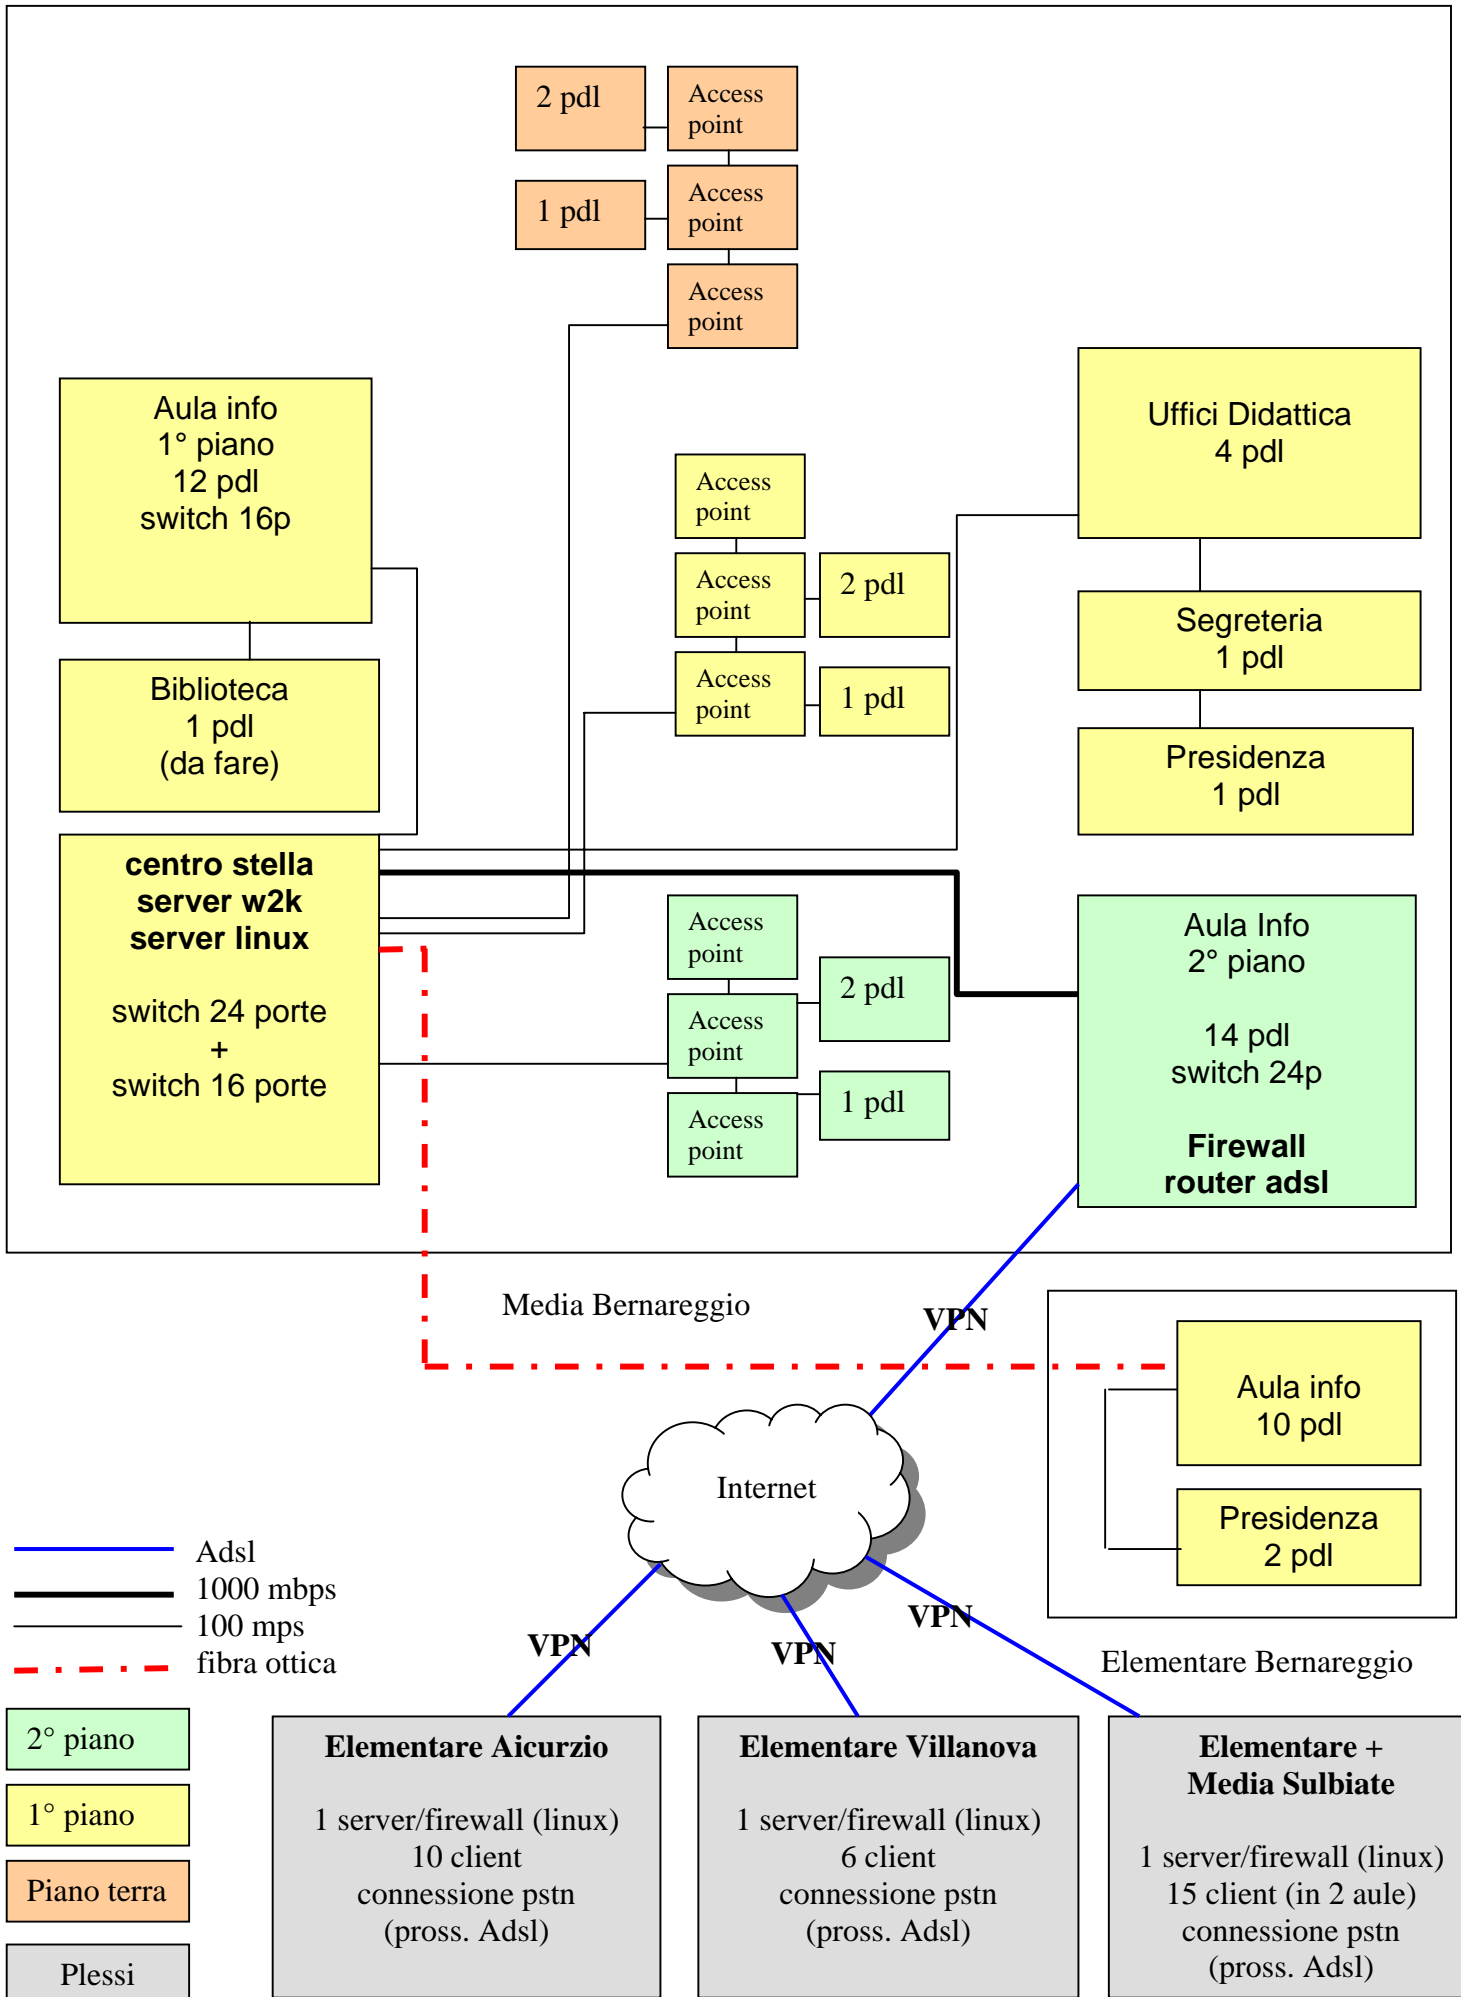 2 pdl
Access
point
1 pdl
Access
point
Access
point
Aula info
1° piano
12 pdl
switch 16p
Uffici Didattica
4 pdl
Access
point
Access
point
2 pdl
Access
point
1 pdl
Segreteria
1 pdl
Biblioteca
1 pdl
(da fare)
Presidenza
1 pdl
centro stella
server w2k
server linux
switch 24 porte
+
switch 16 porte
Access
point
Access
point
2 pdl
Access
point
1 pdl
Aula Info
2° piano
14 pdl
switch 24p
Firewall
router adsl
Media Bernareggio
VPN
Aula info
10 pdl
Presidenza
2 pdl
Internet
Elementare Bernareggio
VPN
VPN
VPN
Adsl
1000 mbps
100 mps
fibra ottica
2° piano
1° piano
Piano terra
Plessi
Elementare Aicurzio
1 server/firewall (linux)
10 client
connessione pstn
(pross. Adsl)
Elementare Villanova
1 server/firewall (linux)
6 client
connessione pstn
(pross. Adsl)
Elementare +
Media Sulbiate
1 server/firewall (linux)
15 client (in 2 aule)
connessione pstn
(pross. Adsl)